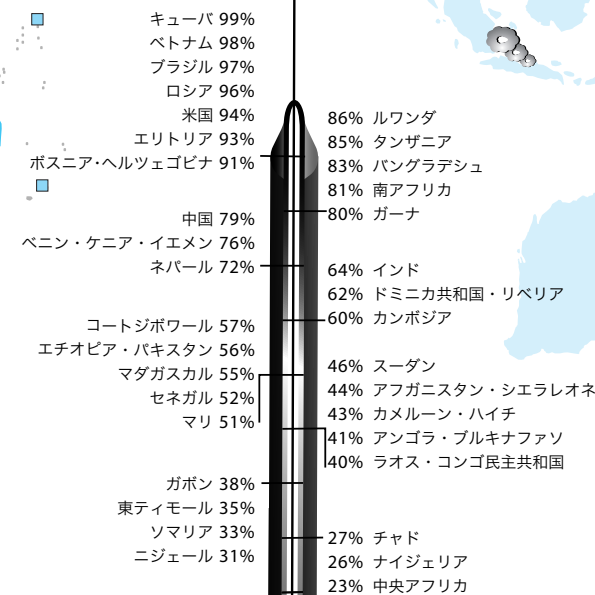 キューバ 99%
ベトナム 98%
ブラジル 97%
ロシア 96%
米国 94%
エリトリア 93%
ボスニア・ヘルツェゴビナ 91%
86% ルワンダ
85% タンザニア
83% バングラデシュ
81% 南アフリカ
80% ガーナ
中国 79%
ベニン・ケニア・イエメン 76%
ネパール 72%
64% インド
62% ドミニカ共和国・リベリア
60% カンボジア
コートジボワール 57%
エチオピア・パキスタン 56%
マダガスカル 55%
セネガル 52%
マリ 51%
46% スーダン
44% アフガニスタン・シエラレオネ
43% カメルーン・ハイチ
41% アンゴラ・ブルキナファソ
40% ラオス・コンゴ民主共和国
ガボン 38%
東ティモール 35%
ソマリア 33%
ニジェール 31%
27% チャド
26% ナイジェリア
23% 中央アフリカ